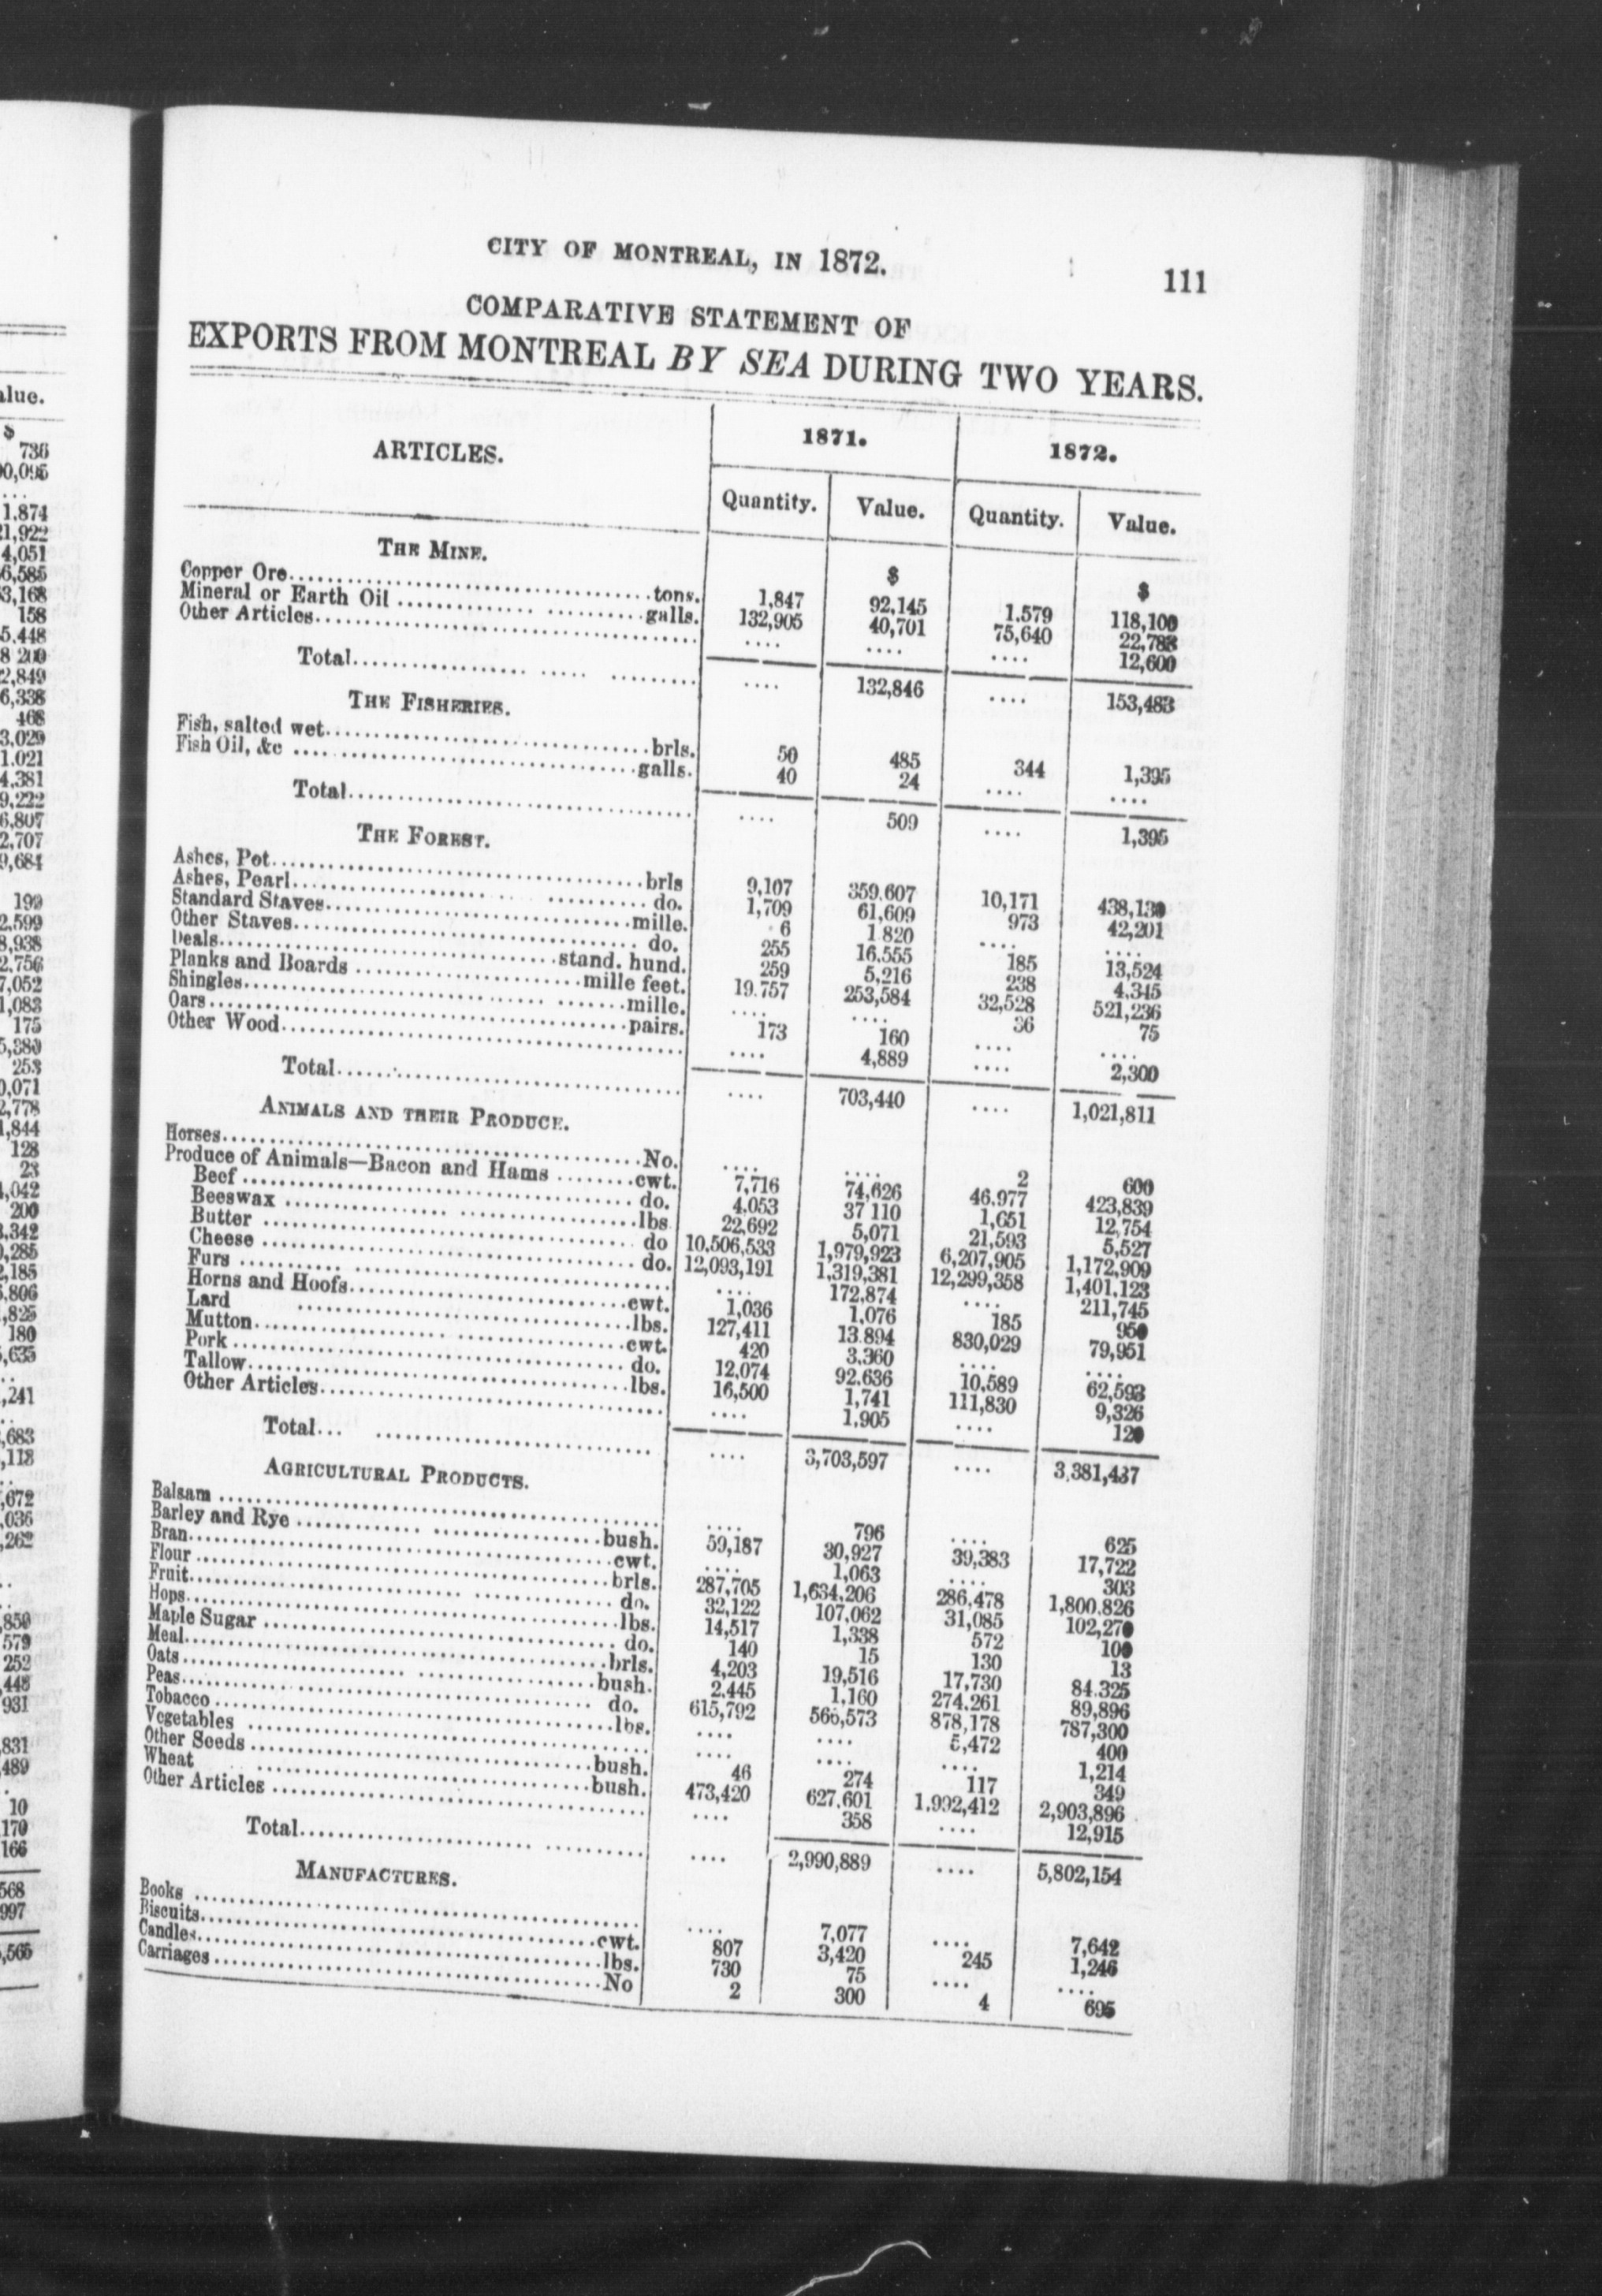 CITY OF MONTREAL, IN 1872.
111
COMPARATIVE STATEMENT OF
EXPORTS FROM MONTREAL BY SEA DURING TWO YEARS.
ARTICLES. 1871. 1872.
Quantity. Value. Quantity. Value.
THE MINE.
$ $
Copper Ore....tons. 1,847 92,145 1.579 118,100
Mineral or Earth Oil....galls. 132,905 40,701 75,640 22,783
Other Articles.... .... .... .... 12,600
Total.... .... 132,846 .... 153,483
THE FISHERIES.
Fish, salted wet....brls. 50 485 344 1,395
Fish Oil, &c....galls. 40 24 .... ....
Total.... .... 509 .... 1,395
THE FOREST.
Ashes, Pot....brls 9,107 359.607 10,171 438,130
Ashes, Pearl....do. 1,709 61,609 973 42,201
Standard Staves....mille. 6 1 820 .... ....
Other Staves....do. 255 16.555 185 13,524
Deals....stand. hund. 259 5,216 238 4.345
Planks and Boards....mille feet. 19.757 253,584 32,528 521,236
Shingles....mille. .... .... 36 75
Oars....pairs. 173 160 .... ....
Other Wood.... .... 4,889 .... 2,300
Total.... .... 703,440 .... 1,021,811
ANIMALS AND THEIR PRODUCE.
Horses....No. .... .... 2 600
Produce of Animals—Bacon and Hams....cwt. 7,716 74,626 46.977 423,839
Beef....do. 4,053 37 110 1,651 12,754
Beeswax....lbs 22,692 5,071 21,593 5,527
Butter....do 10.506,533 1,979,923 6,207,905 1,172,909
Cheese....do. 12,093,191 1,319,381 12,299,358 1,401,123
Furs.... .... 172,874 .... 211,745
Horns and Hoofs....cwt. 1,036 1,076 185 950
Lard....lbs. 127,411 13.894 830,029 79,951
Mutton....cwt. 420 3.360 .... ....
Pork....do. 12,074 92.636 10,589 62,593
Tallow....lbs. 16,500 1,741 111,830 9,326
Other Articles.... .... 1,905 .... 120
Total.... .... 3,703,597 .... 3,381,437
AGRICULTURAL PRODUCTS.
Balsam.... .... 796 .... 625
Barley and Rye....bush. 59,187 30,927 39,383 17,722
Bran....cwt. .... 1,063 .... 303
Flour....brls. 287,705 1,634,206 286,478 1,800.826
Fruit....do. 32,122 107,062 31,085 102,270
Hops....lbs. 14,517 1,338 572 100
Maple Sugar....do. 140 15 130 13
Meal....brls. 4,203 19,516 17,730 84.325
Oats....bush. 2,445 1,160 274,261 89,896
Peas....do. 615,792 566,573 878,178 787,300
Tobacco....lbs. .... .... 5,472 400
Vegetables.... .... .... .... 1,214
Other Seeds....bush. 46 274 117 349
Wheat....bush. 473,420 627,601 1,992,412 2,903,896
Other Articles.... .... 358 .... 12,915
Total.... .... 2,990,889 .... 5,802,154
MANUFACTURES.
Books.... .... 7,077 .... 7,642
Biscuits....cwt. 807 3,420 245 1,246
Candles....lbs. 730 75 .... ....
Carriages....No 2 300 4 695